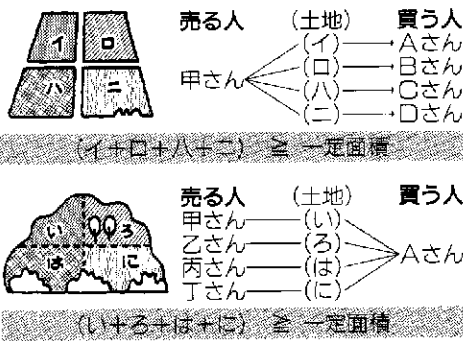 売る人 （土地） 買う人
イ ロ
ハ ニ
甲さん
(イ) Aさん
(ロ) Bさん
(ハ) Cさん
(ニ) Dさん
(イ+ロ+ハ+ニ) ≧ 一定面積
売る人 （土地） 買う人
い ろ
は に
甲さん (い)
乙さん (ろ)
丙さん (は)
丁さん (に)
Aさん
(い+ろ+は+に) ≧ 一定面積